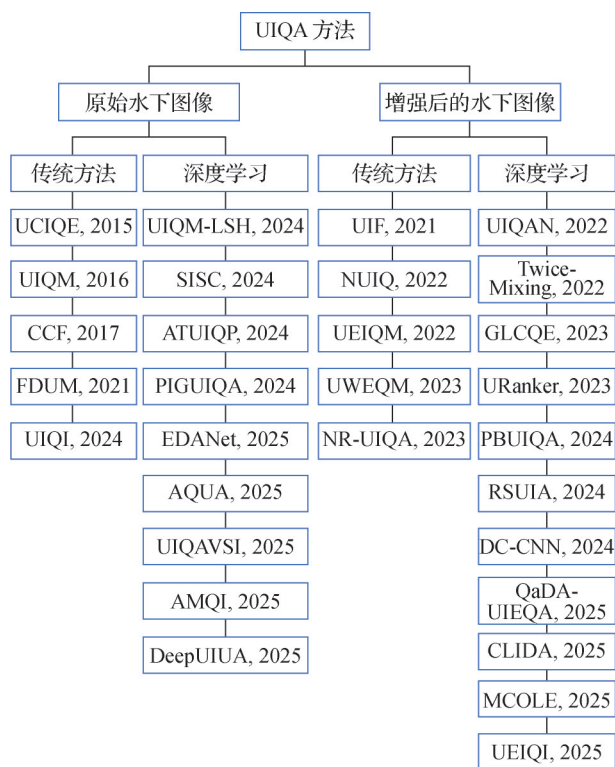 UIQA 方法
原始水下图像
增强后的水下图像
传统方法
深度学习
传统方法
深度学习
UCIQE, 2015
UIQM, 2016
CCF, 2017
FDUM, 2021
UIQI, 2024
UIQM-LSH, 2024
SISC, 2024
ATUIQP, 2024
PIGUIQA, 2024
EDANet, 2025
AQUA, 2025
UIQAVSI, 2025
AMQI, 2025
DeepUIUA, 2025
UIF, 2021
NUIQ, 2022
UEIQM, 2022
UWEQM, 2023
NR-UIQA, 2023
UIQAN, 2022
Twice-
Mixing, 2022
GLCQE, 2023
URanker, 2023
PBUIQA, 2024
RSUIA, 2024
DC-CNN, 2024
QaDA-
UIEQA, 2025
CLIDA, 2025
MCOLE, 2025
UEIQI, 2025